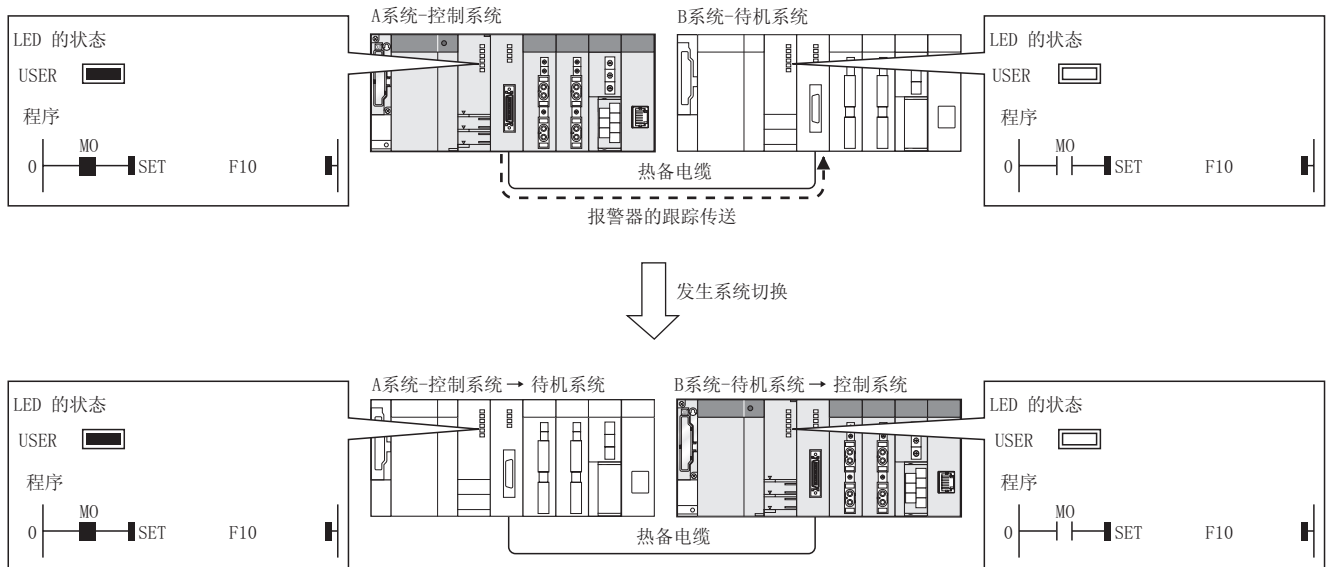 A系统-控制系统
B系统-待机系统
LED 的状态
USER
程序
M0
0 SET F10
LED 的状态
USER
程序
M0
0 SET F10
热备电缆
报警器的跟踪传送
发生系统切换
A系统-控制系统→ 待机系统
B系统-待机系统→ 控制系统
LED 的状态
USER
程序
M0
0 SET F10
LED 的状态
USER
程序
M0
0 SET F10
热备电缆